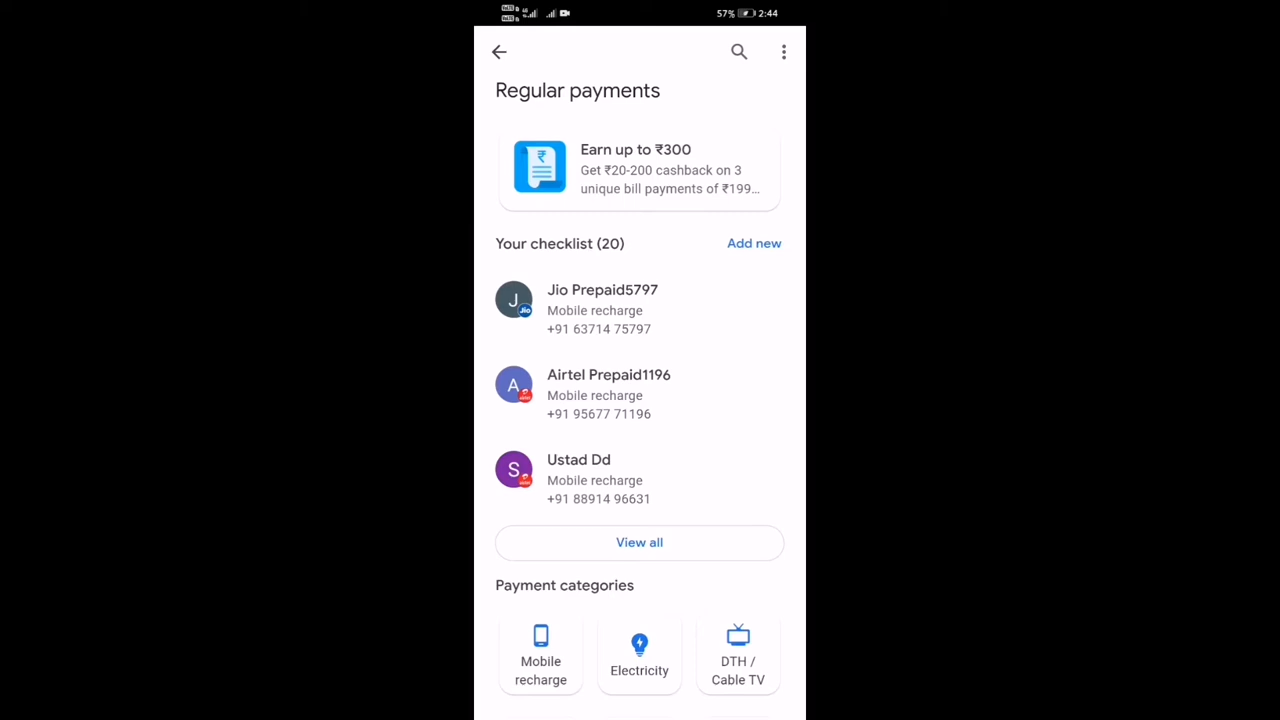 57% 2:44
Regular payments
Earn up to ₹300
Get ₹20-200 cashback on 3
unique bill payments of ₹199...
Your checklist (20)
Add new
J
Jio
Jio Prepaid5797
Mobile recharge
+91 63714 75797
A
Airtel Prepaid1196
Mobile recharge
+91 95677 71196
S
Ustad Dd
Mobile recharge
+91 88914 96631
View all
Payment categories
Mobile
recharge
Electricity
DTH /
Cable TV